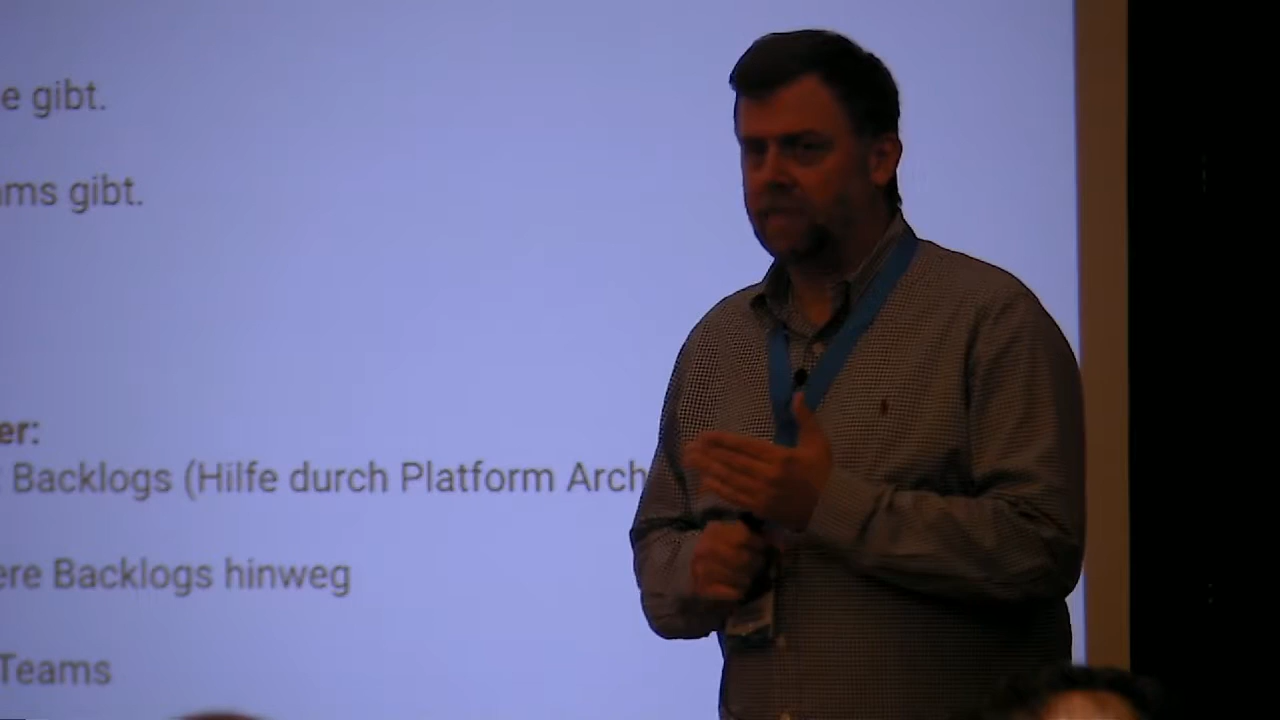 e gibt.
ms gibt.
er:
Backlogs (Hilfe durch Platform Arch
ere Backlogs hinweg
Teams